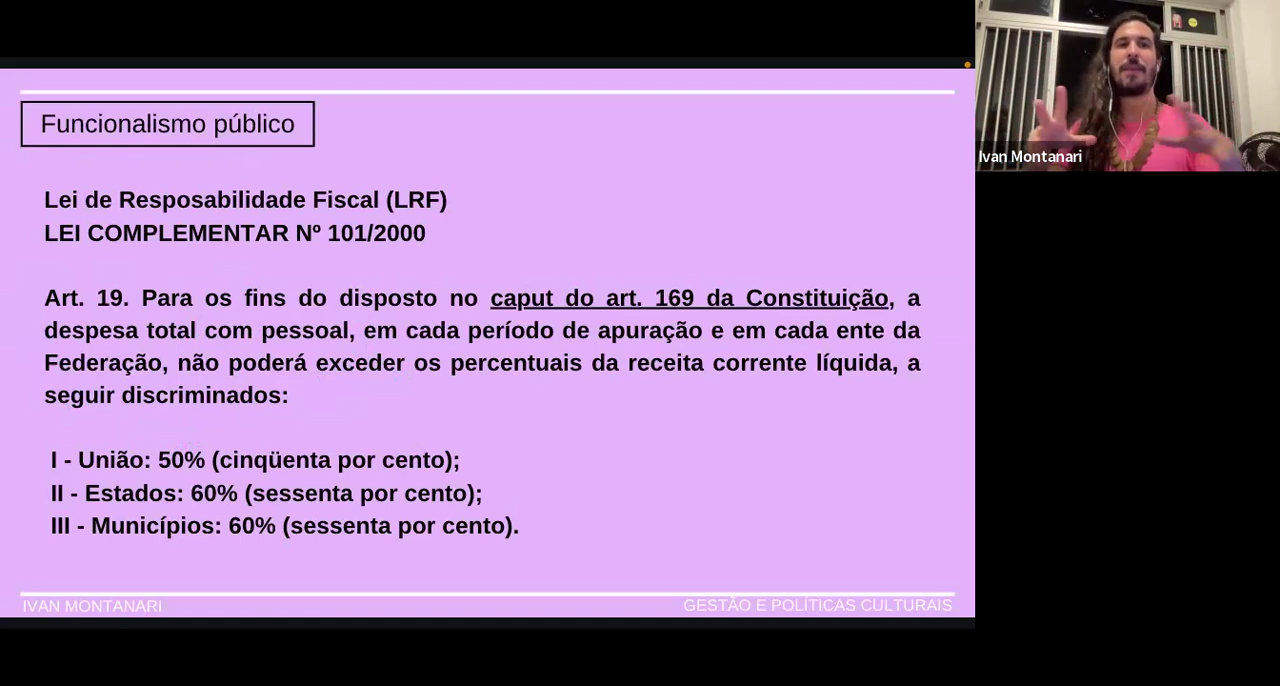 Funcionalismo público
Lei de Resposabilidade Fiscal (LRF)
LEI COMPLEMENTAR Nº 101/2000
Art. 19. Para os fins do disposto no caput do art. 169 da Constituição, a
despesa total com pessoal, em cada período de apuração e em cada ente da
Federação, não poderá exceder os percentuais da receita corrente líquida, a
seguir discriminados:
I - União: 50% (cinqüenta por cento);
II - Estados: 60% (sessenta por cento);
III - Municípios: 60% (sessenta por cento).
IVAN MONTANARI
GESTÃO E POLÍTICAS CULTURAIS
Ivan Montanari